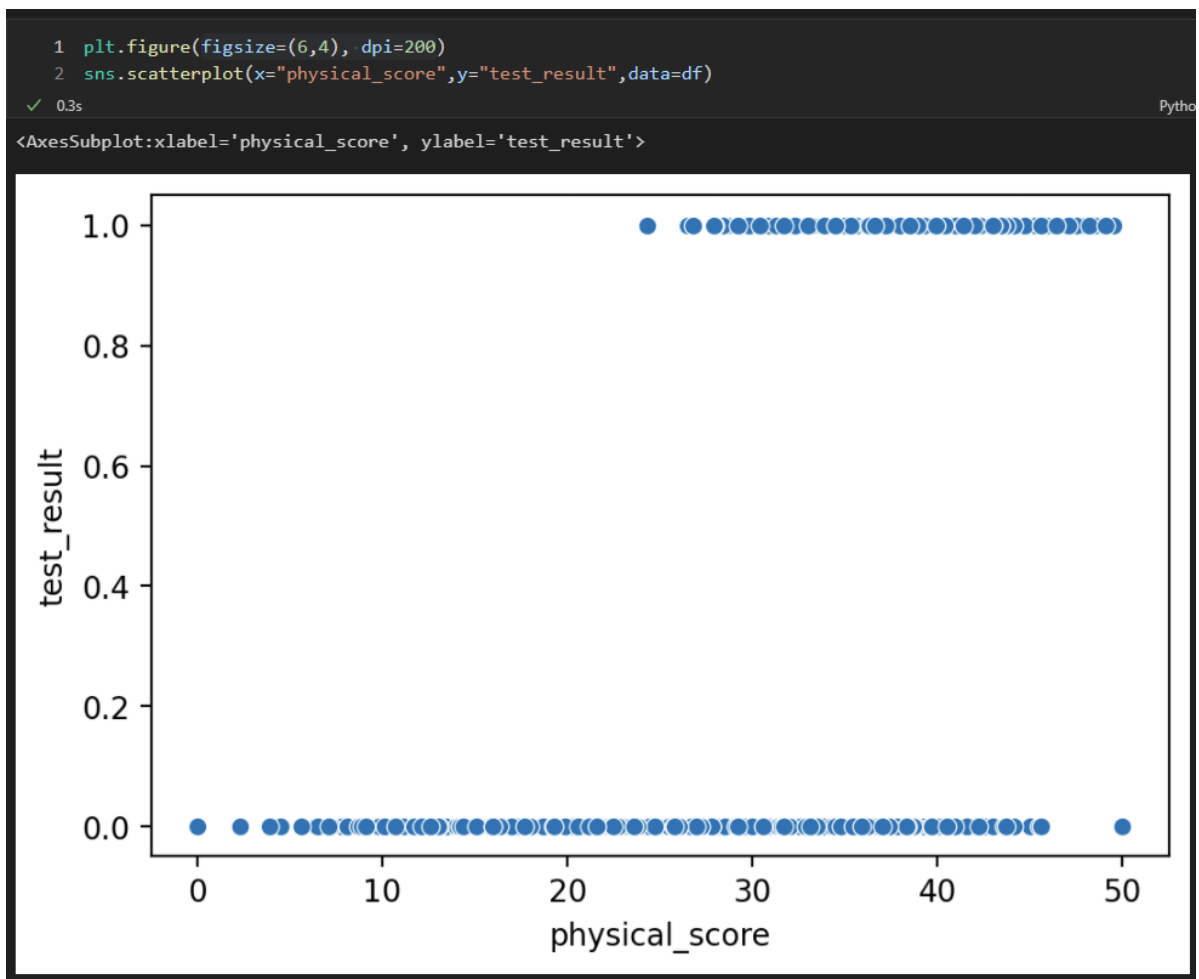 1 plt.figure(figsize=(6,4), dpi=200)
2 sns.scatterplot(x="physical_score",y="test_result",data=df)
✓ 0.3s
Pytho
<AxesSubplot:xlabel='physical_score', ylabel='test_result'>
1.0
0.8
0.6
0.4
0.2
0.0
test_result
0 10 20 30 40 50
physical_score